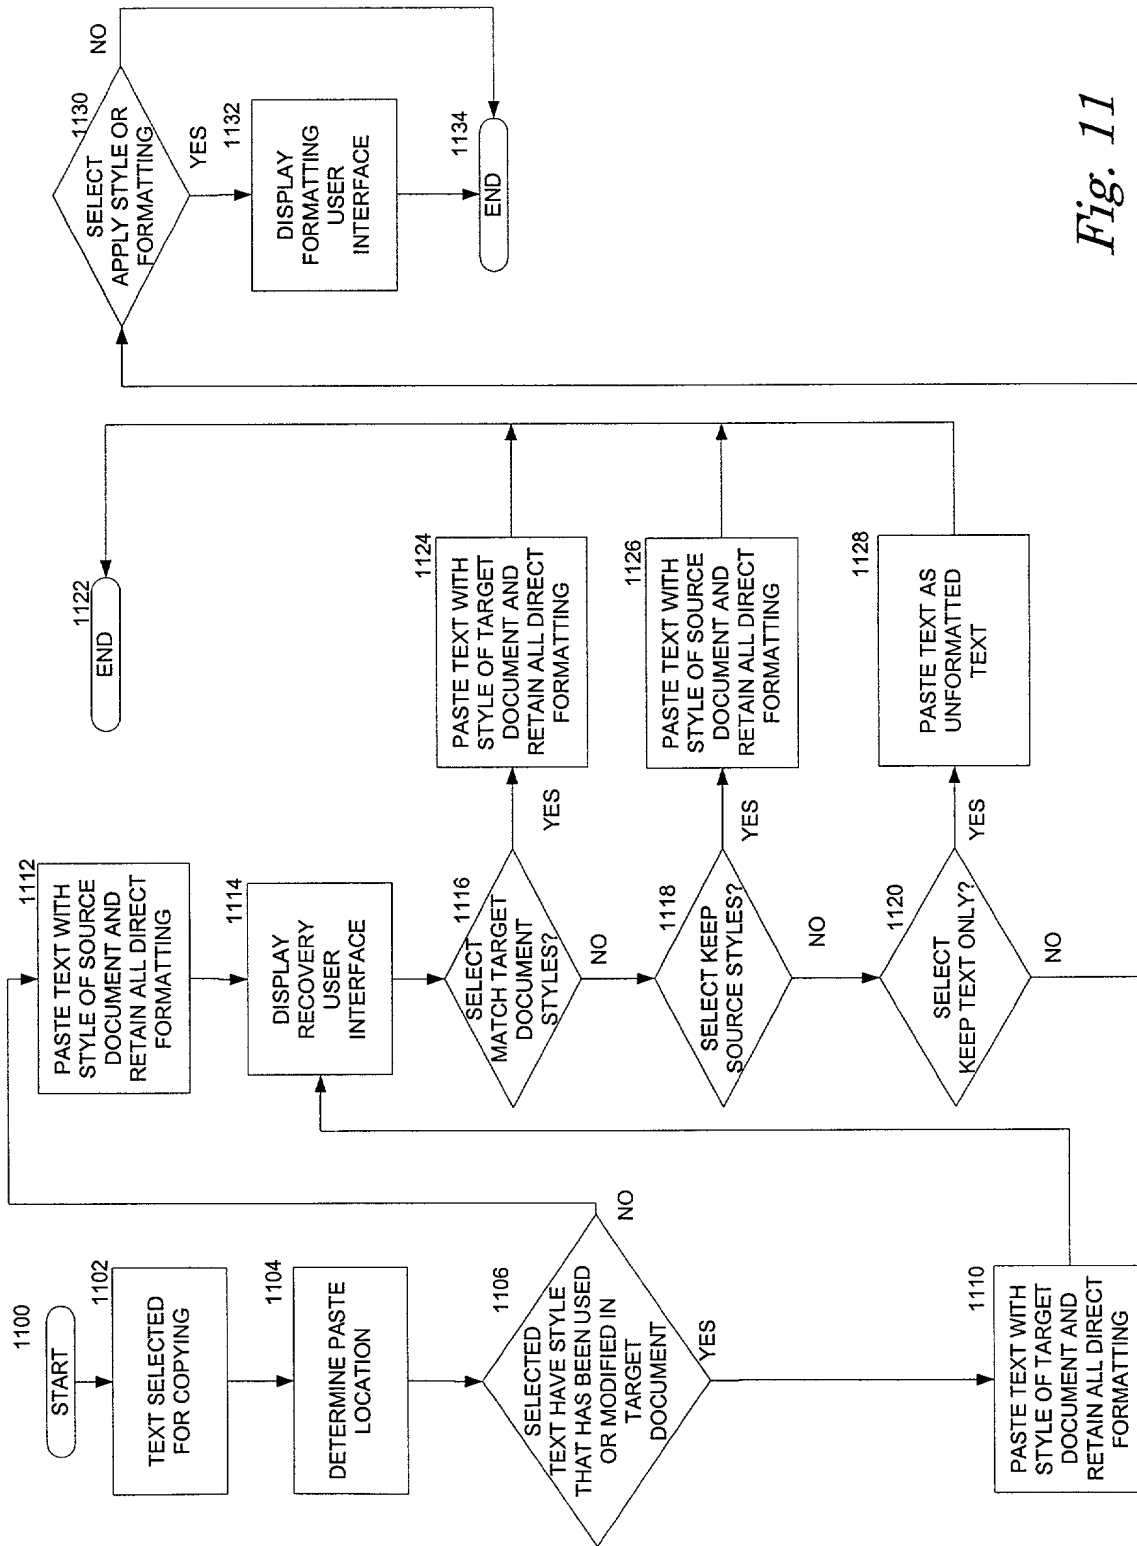 1100
START
1102
TEXT SELECTED
FOR COPYING
1104
DETERMINE PASTE
LOCATION
1106
SELECTED
TEXT HAVE STYLE
THAT HAS BEEN USED
OR MODIFIED IN
TARGET
DOCUMENT
NO
YES
1110
PASTE TEXT WITH
STYLE OF TARGET
DOCUMENT AND
RETAIN ALL DIRECT
FORMATTING
1112
PASTE TEXT WITH
STYLE OF SOURCE
DOCUMENT AND
RETAIN ALL DIRECT
FORMATTING
1114
DISPLAY
RECOVERY
USER
INTERFACE
1116
SELECT
MATCH TARGET
DOCUMENT
STYLES?
YES
NO
1124
PASTE TEXT WITH
STYLE OF TARGET
DOCUMENT AND
RETAIN ALL DIRECT
FORMATTING
1118
SELECT KEEP
SOURCE STYLES?
YES
NO
1126
PASTE TEXT WITH
STYLE OF SOURCE
DOCUMENT AND
RETAIN ALL DIRECT
FORMATTING
1120
SELECT
KEEP TEXT ONLY?
YES
NO
1128
PASTE TEXT AS
UNFORMATTED
TEXT
1122
END
1130
SELECT
APPLY STYLE OR
FORMATTING
NO
YES
1132
DISPLAY
FORMATTING
USER
INTERFACE
1134
END
Fig. 11